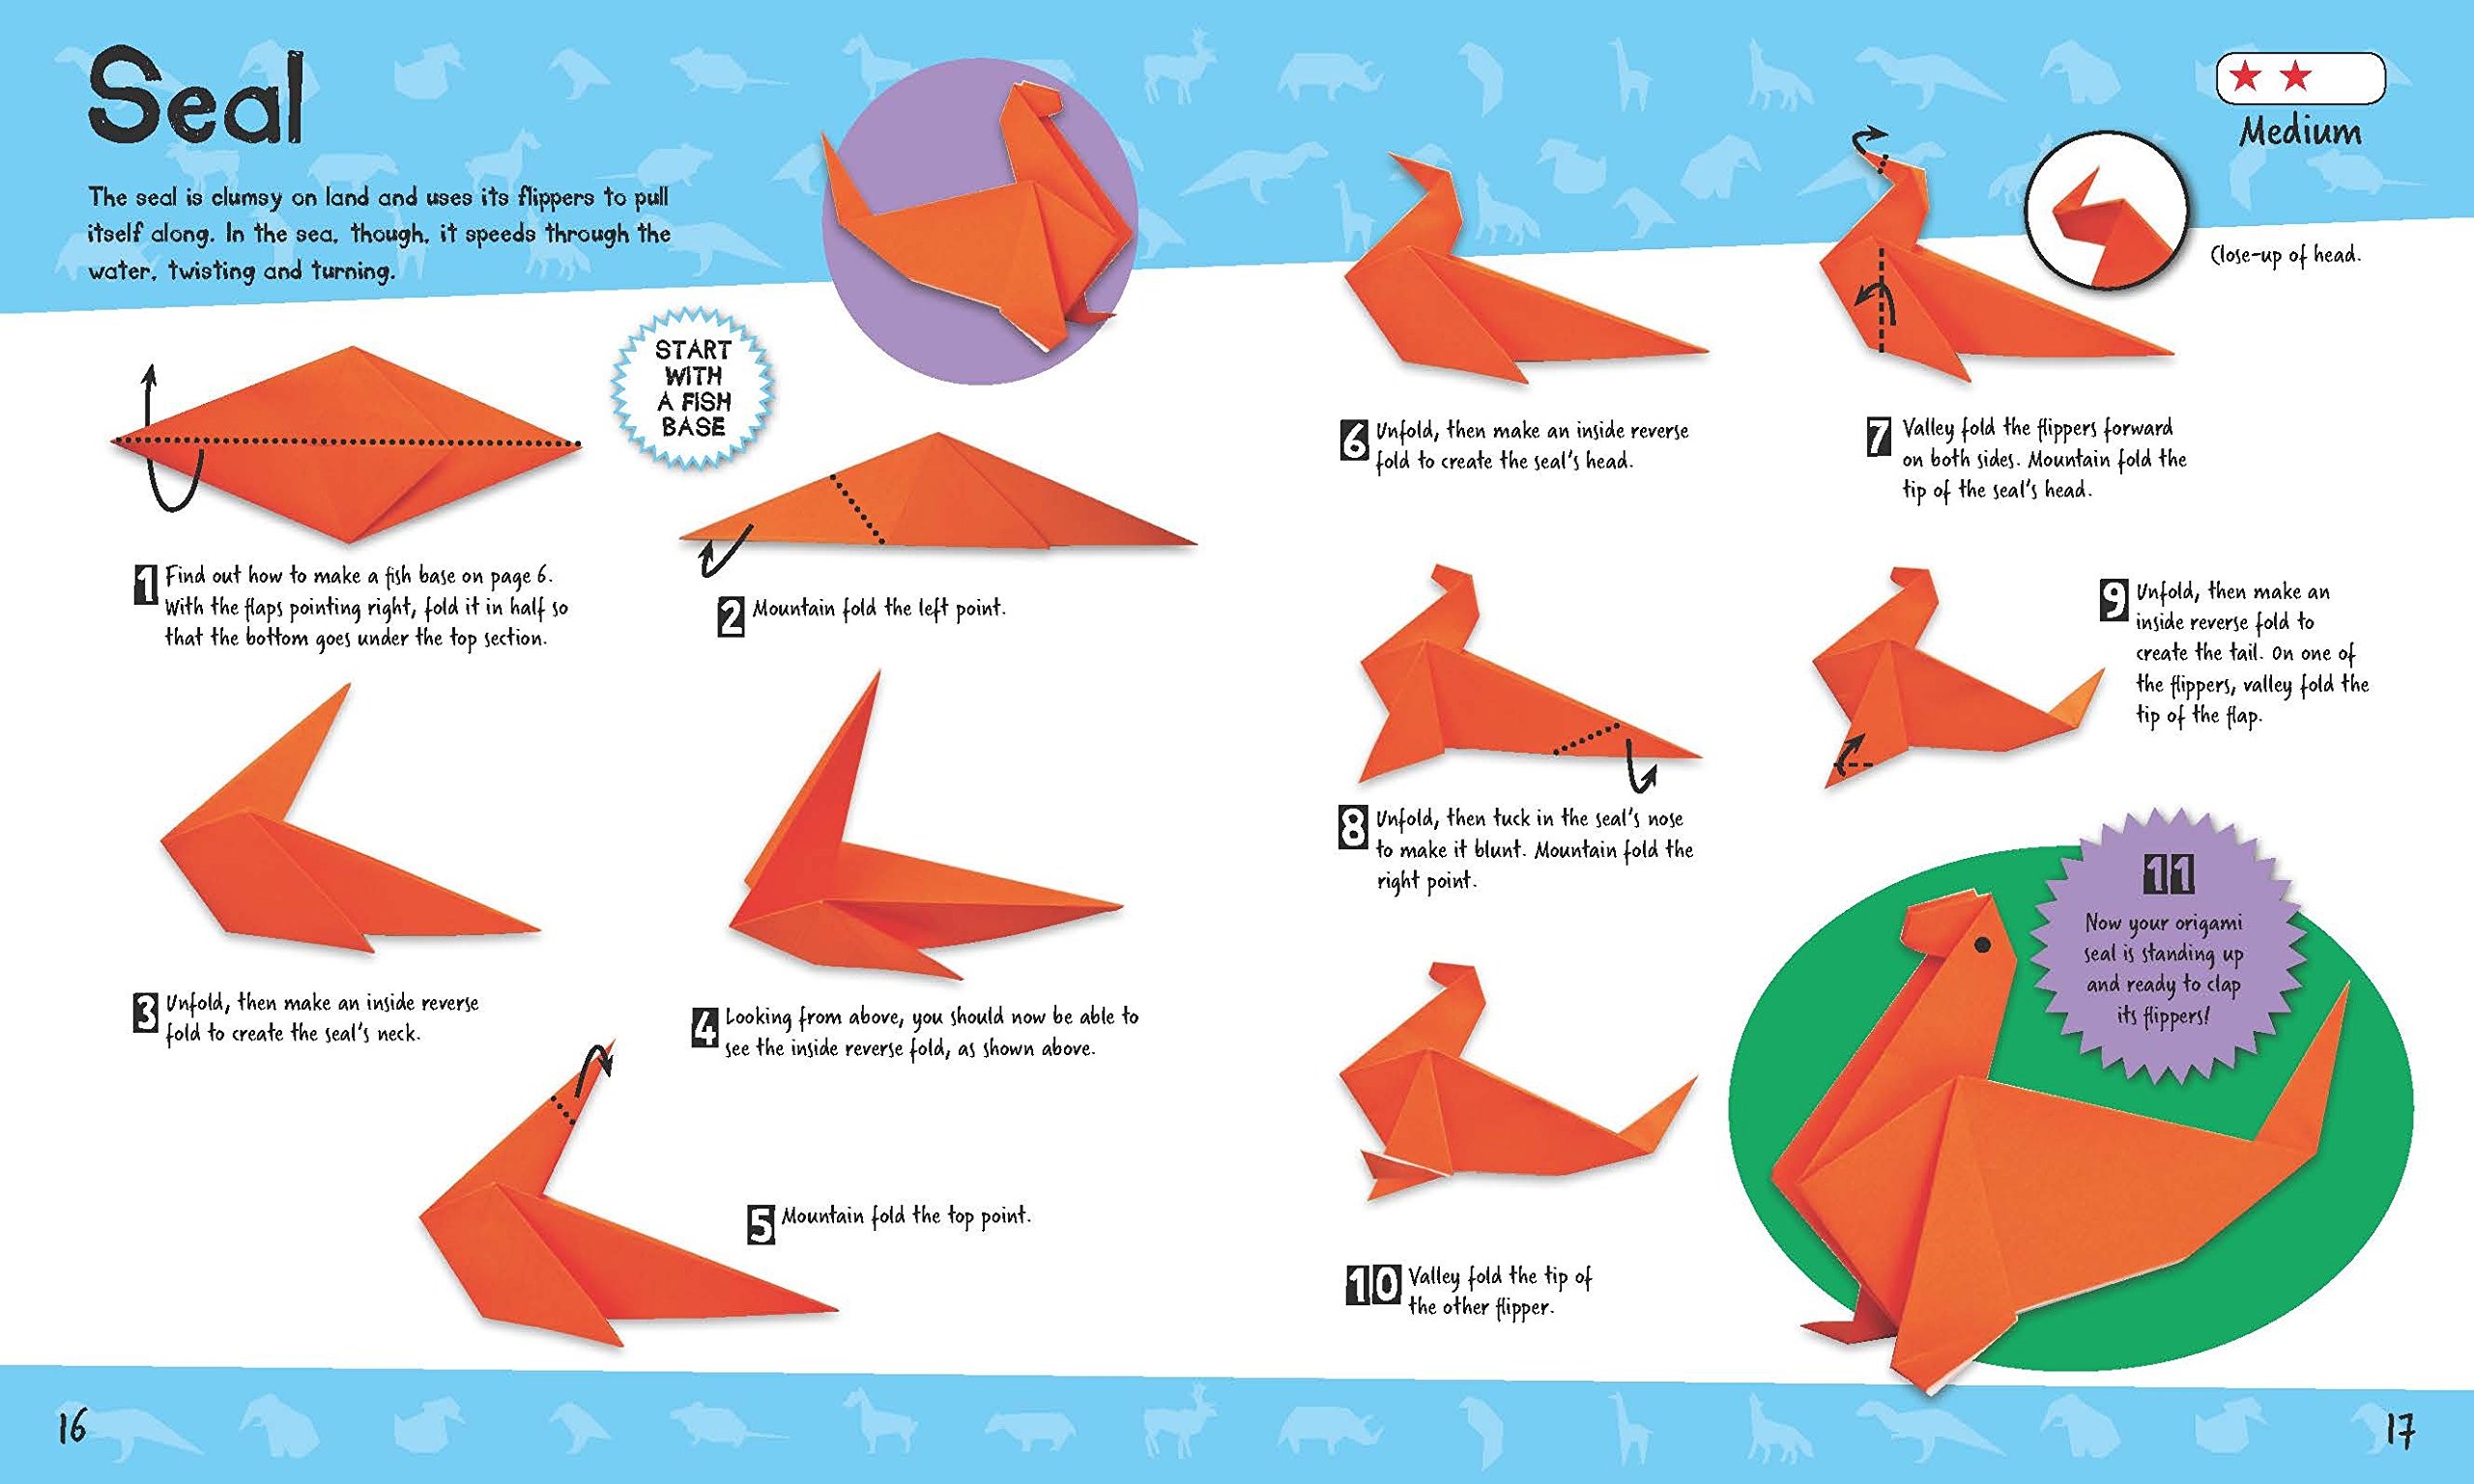 Seal
The seal is clumsy on land and uses its flippers to pull
itself along. In the sea, though, it speeds through the
water, twisting and turning.
START
WITH
A FISH
BASE
1 Find out how to make a fish base on page 6.
With the flaps pointing right, fold it in half so
that the bottom goes under the top section.
2 Mountain fold the left point.
3 Unfold, then make an inside reverse
fold to create the seal's neck.
4 Looking from above, you should now be able to
see the inside reverse fold, as shown above.
5 Mountain fold the top point.
16
Medium
Close-up of head.
6 Unfold, then make an inside reverse
fold to create the seal's head.
7 Valley fold the flippers forward
on both sides. Mountain fold the
tip of the seal's head.
8 Unfold, then tuck in the seal's nose
to make it blunt. Mountain fold the
right point.
9 Unfold, then make an
inside reverse fold to
create the tail. On one of
the flippers, valley fold the
tip of the flap.
10 Valley fold the tip of
the other flipper.
11
Now your origami
seal is standing up
and ready to clap
its flippers!
17